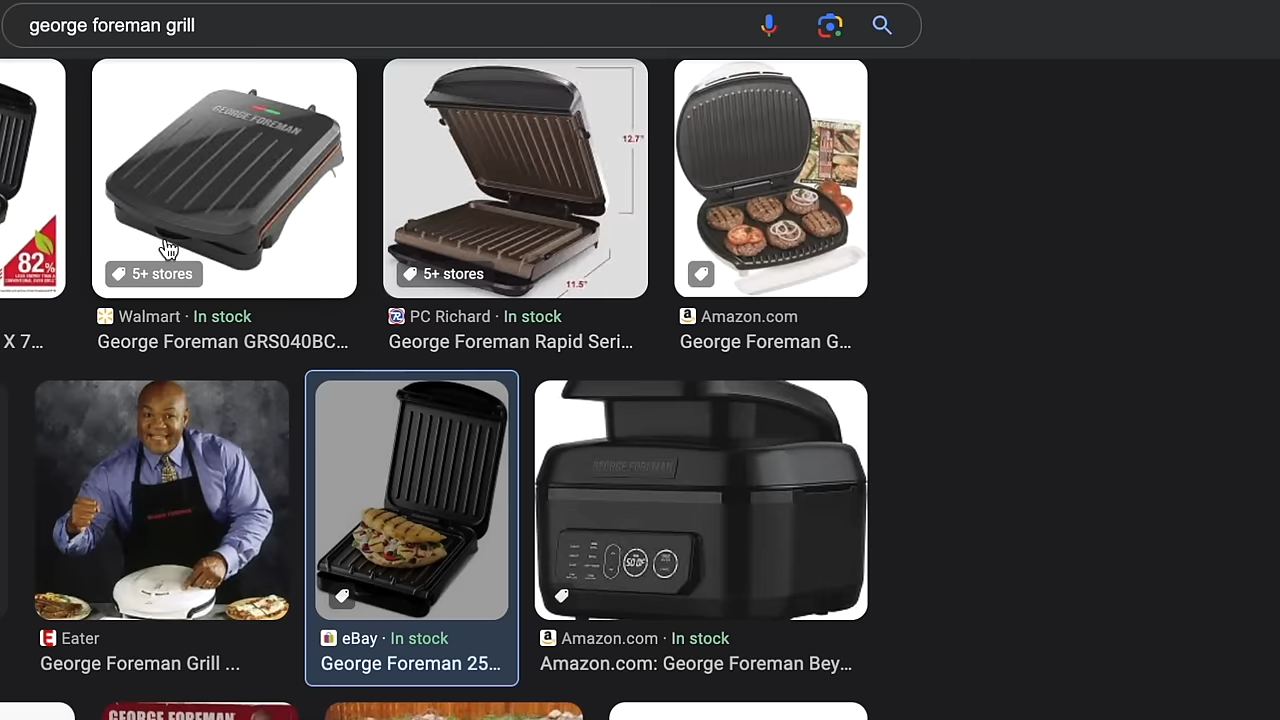 george foreman grill
GEORGE FOREMAN
12.7"
11.5"
82%
5+ stores
5+ stores
Walmart · In stock
PC Richard · In stock
Amazon.com
X 7...
George Foreman GRS040BC...
George Foreman Rapid Seri...
George Foreman G...
GEORGE FOREMAN
Eater
eBay · In stock
Amazon.com · In stock
George Foreman Grill ...
George Foreman 25...
Amazon.com: George Foreman Bey...
GEORGE FOREMAN